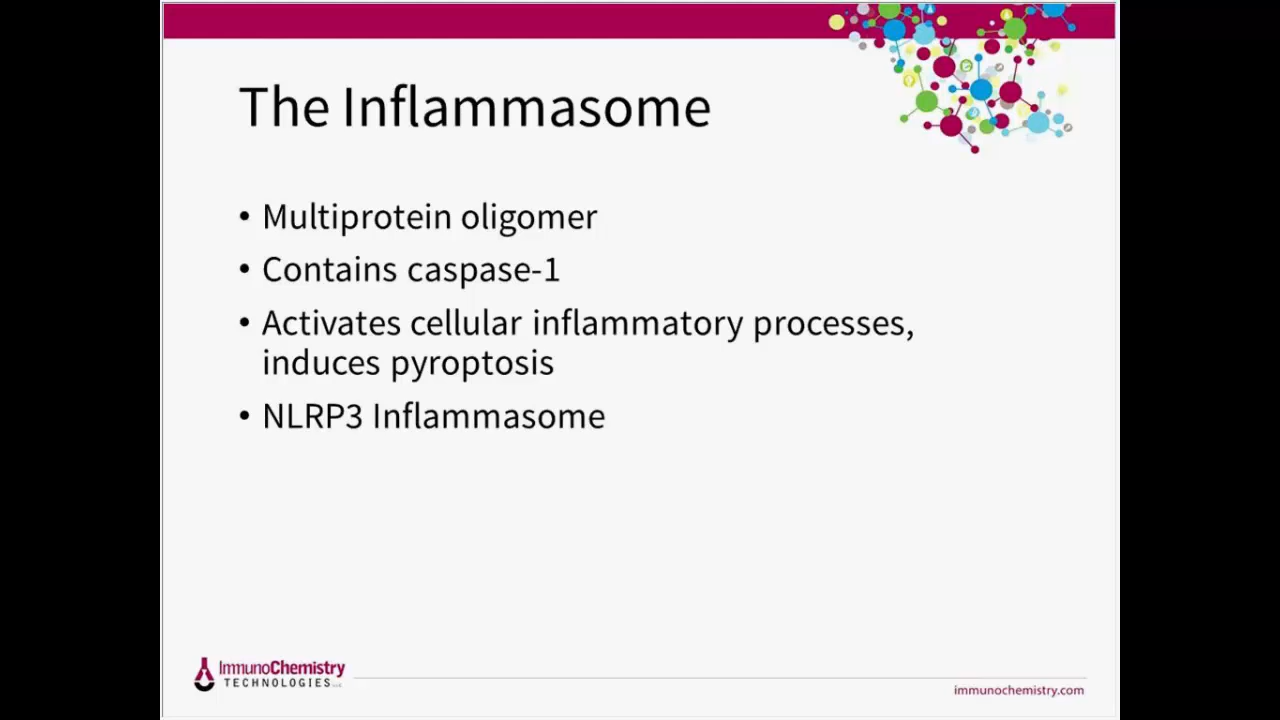 The Inflammasome
• Multiprotein oligomer
• Contains caspase-1
• Activates cellular inflammatory processes,
induces pyroptosis
• NLRP3 Inflammasome
ImmunoChemistry
TECHNOLOGIES
immunochemistry.com